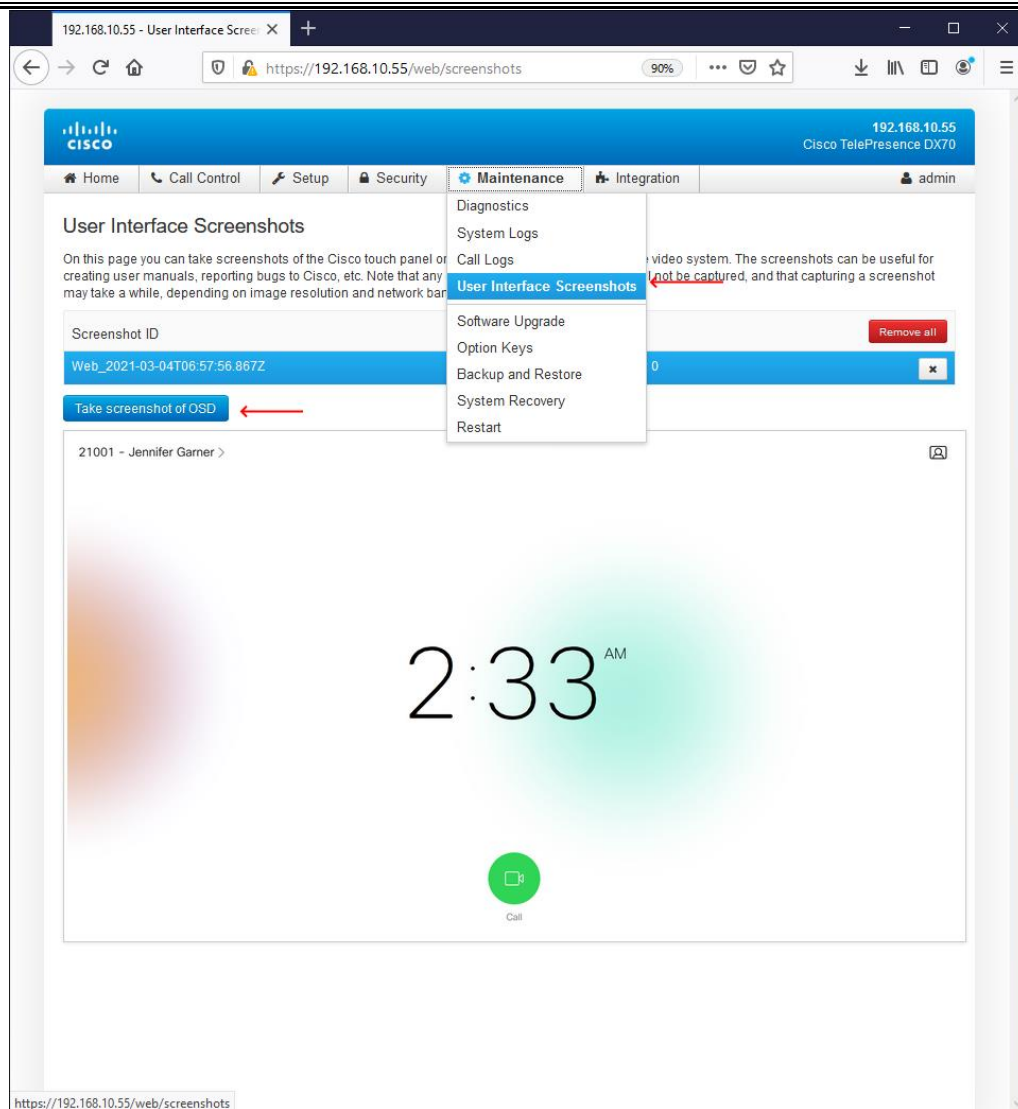 192.168.10.55 - User Interface Scree
https://192.168.10.55/web/screenshots
90%
CISCO
192.168.10.55
Cisco TelePresence DX70
Home Call Control Setup Security Maintenance Integration admin
User Interface Screenshots
On this page you can take screenshots of the Cisco touch panel or video system. The screenshots can be useful for
creating user manuals, reporting bugs to Cisco, etc. Note that any not be captured, and that capturing a screenshot
may take a while, depending on image resolution and network
Diagnostics
System Logs
Call Logs
User Interface Screenshots
Software Upgrade
Option Keys
Backup and Restore
System Recovery
Restart
Screenshot ID
Remove all
Web_2021-03-04T06:57:56.867Z 0
Take screenshot of OSD
21001 - Jennifer Garner >
2:33 AM
Call
https://192.168.10.55/web/screenshots